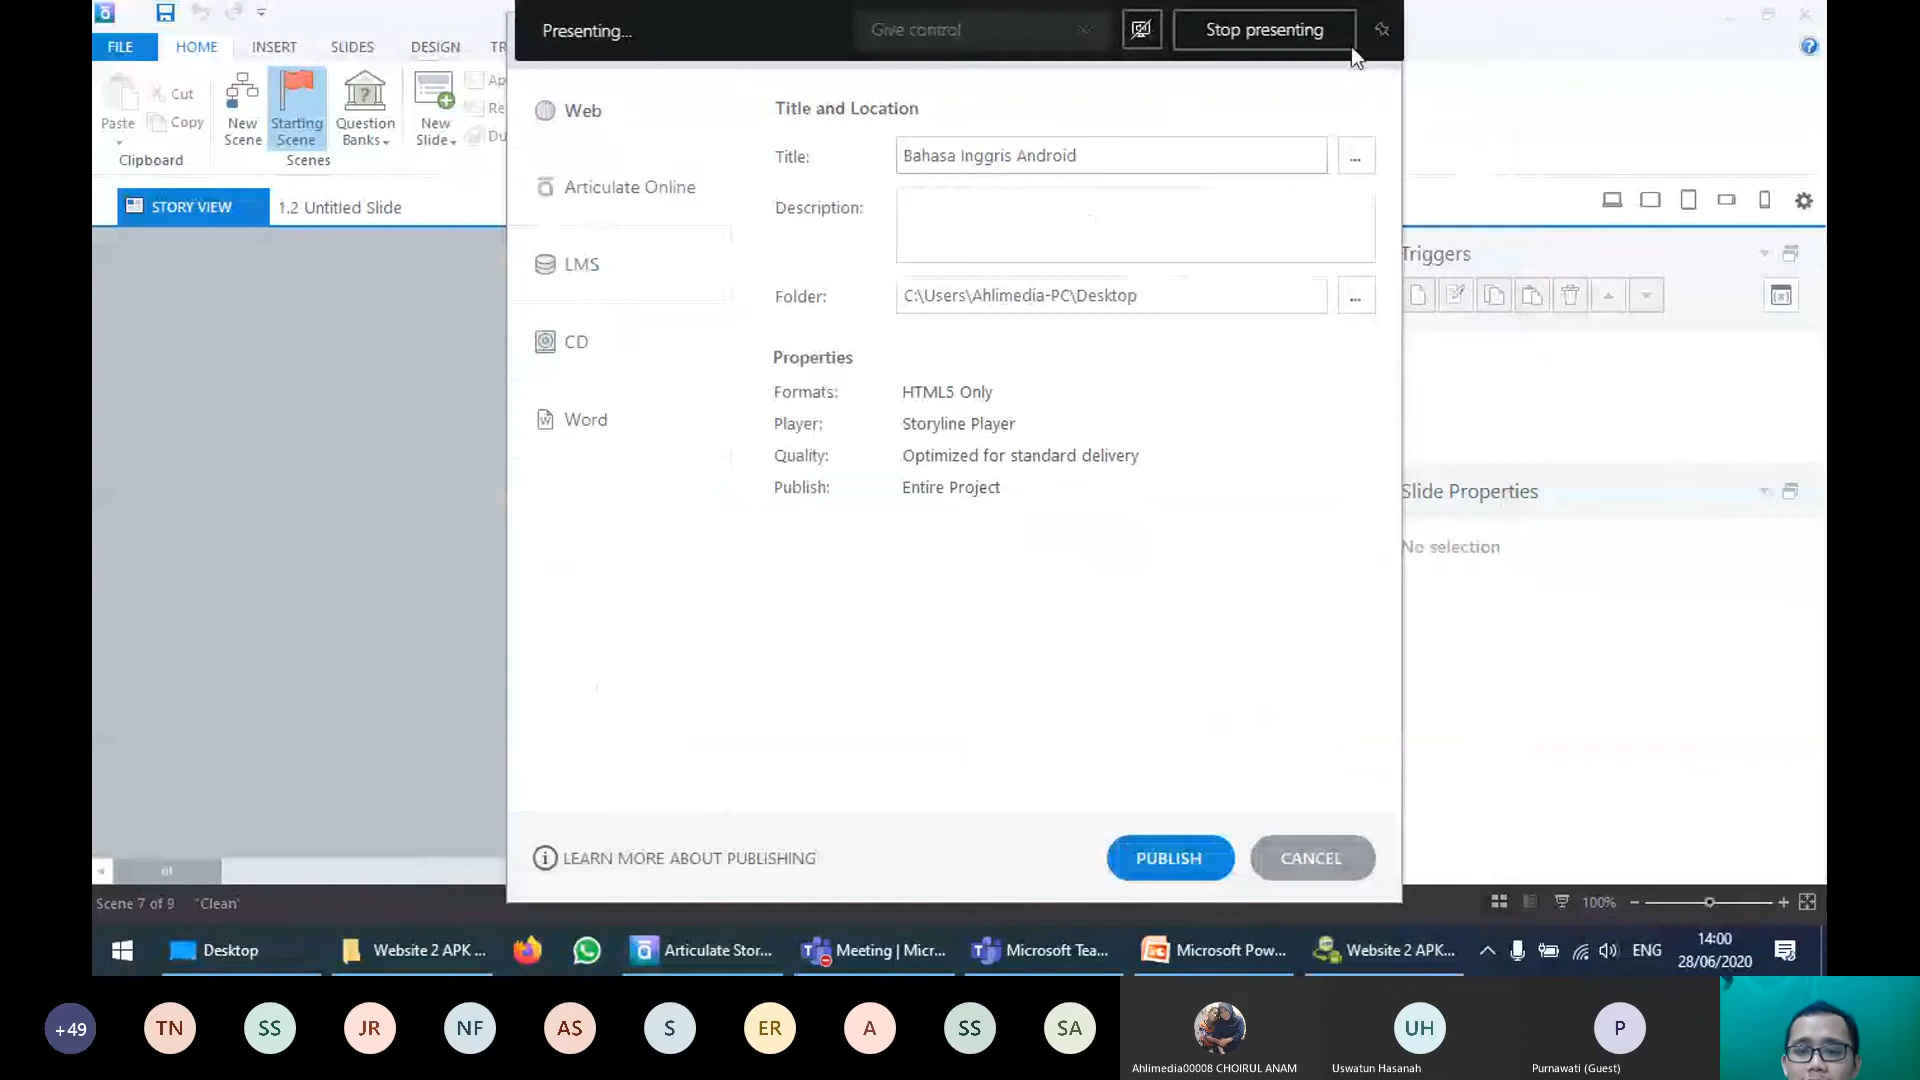 Presenting...
Give control
Stop presenting
FILE
HOME
INSERT
SLIDES
DESIGN
TR
Paste
Cut
Copy
Clipboard
New Scene
Starting Scene
Question Banks
Scenes
New Slide
Ap
Re
Du
STORY VIEW
1.2 Untitled Slide
Web
Articulate Online
LMS
CD
Word
Title and Location
Title: Bahasa Inggris Android ...
Description:
Folder: C:\Users\Ahlimedia-PC\Desktop ...
Properties
Formats: HTML5 Only
Player: Storyline Player
Quality: Optimized for standard delivery
Publish: Entire Project
LEARN MORE ABOUT PUBLISHING
PUBLISH
CANCEL
Triggers
Slide Properties
No selection
Scene 7 of 9 "Clean"
100%
Desktop
Website 2 APK ...
Articulate Stor...
Meeting | Micr...
Microsoft Tea...
Microsoft Pow...
Website 2 APK...
ENG
14:00
28/06/2020
+49
TN
SS
JR
NF
AS
S
ER
A
SS
SA
Ahlimedia00008 CHOIRUL ANAM
UH
Uswatun Hasanah
P
Purnawati (Guest)